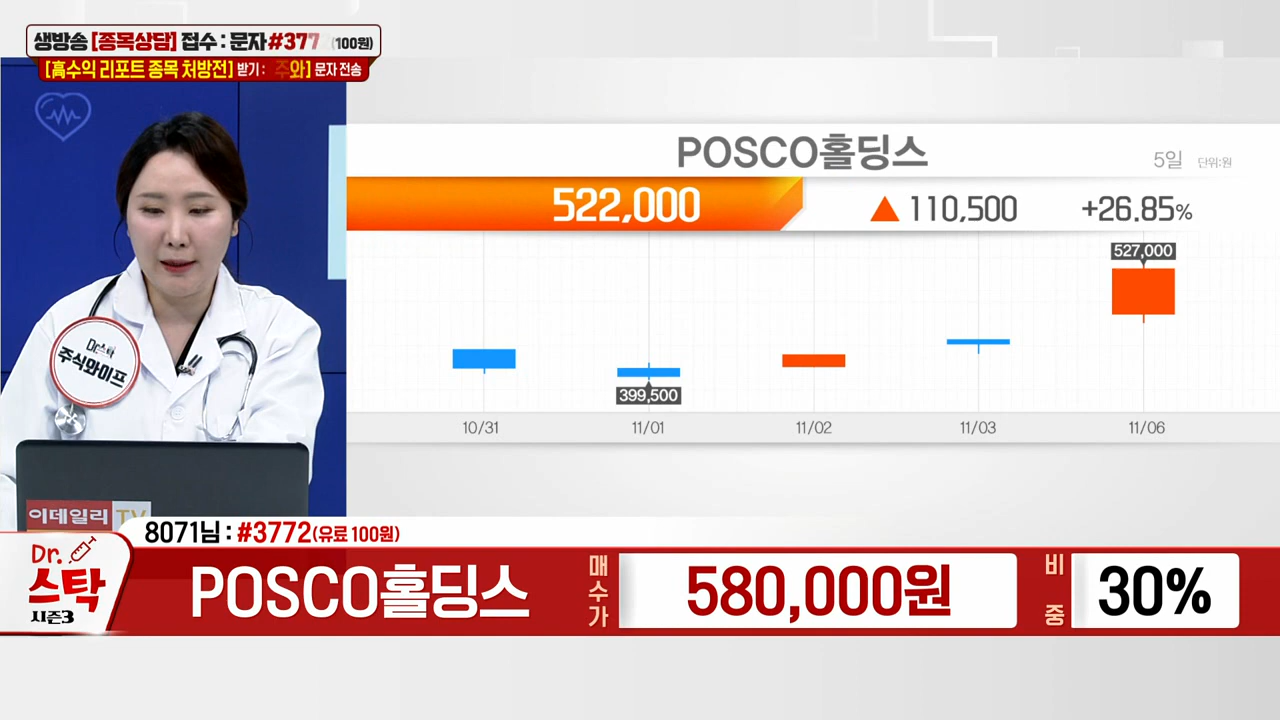 생방송 [종목상담] 접수 : 문자 #377 (100원)
[高수익 리포트 종목 처방전] 받기 : 주와] 문자 전송
POSCO홀딩스
5일 단위:원
522,000 ▲ 110,500 +26.85%
527,000
399,500
10/31 11/01 11/02 11/03 11/06
Dr.스탁
주식와이프
이데일리 TV
8071님 : #3772(유료 100원)
Dr.
스탁
시즌3
POSCO홀딩스 매수가 580,000원 비중 30%